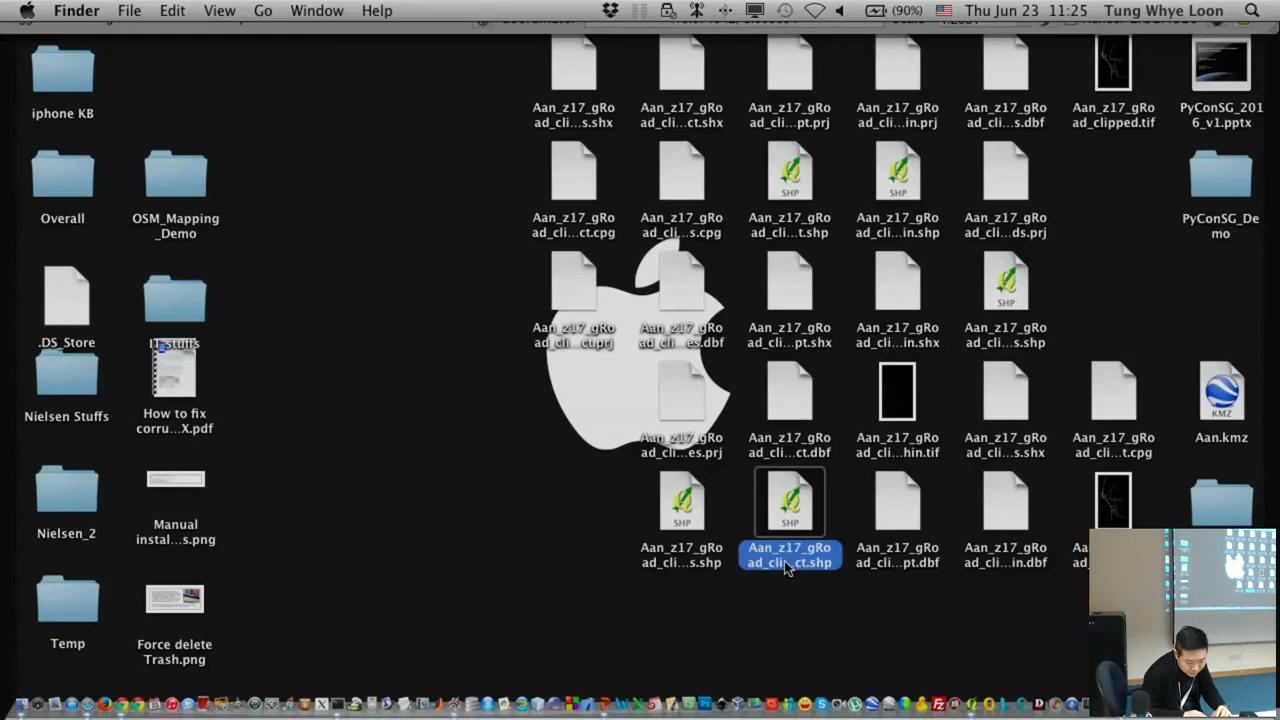 Finder File Edit View Go Window Help (90%) Thu Jun 23 11:25 Tung Whye Loon
iphone KB
Aan_z17_gRo
ad_cli...s.shx
Aan_z17_gRo
ad_cli...ct.shx
Aan_z17_gRo
ad_cli...pt.prj
Aan_z17_gRo
ad_cli...in.prj
Aan_z17_gRo
ad_cli...s.dbf
Aan_z17_gRo
ad_clipped.tif
PyConSG_201
6_v1.pptx
Overall
OSM_Mapping
_Demo
SHP
SHP
Aan_z17_gRo
ad_cli...ct.cpg
Aan_z17_gRo
ad_cli...s.cpg
Aan_z17_gRo
ad_cli...t.shp
Aan_z17_gRo
ad_cli...in.shp
Aan_z17_gRo
ad_cli...ds.prj
PyConSG_De
mo
SHP
.DS_Store
IT_stuffs
Aan_z17_gRo
ad_cli...ct.prj
Aan_z17_gRo
ad_cli...es.dbf
Aan_z17_gRo
ad_cli...pt.shx
Aan_z17_gRo
ad_cli...in.shx
Aan_z17_gRo
ad_cli...s.shp
Nielsen Stuffs
How to fix
corru...X.pdf
KMZ
Aan_z17_gRo
ad_cli...es.prj
Aan_z17_gRo
ad_cli...ct.dbf
Aan_z17_gRo
ad_cli...hin.tif
Aan_z17_gRo
ad_cli...s.shx
Aan_z17_gRo
ad_cli...t.cpg
Aan.kmz
Nielsen_2
Manual
instal...s.png
SHP
SHP
Aan_z17_gRo
ad_cli...s.shp
Aan_z17_gRo
ad_cli...ct.shp
Aan_z17_gRo
ad_cli...pt.dbf
Aan_z17_gRo
ad_cli...in.dbf
Temp
Force delete
Trash.png